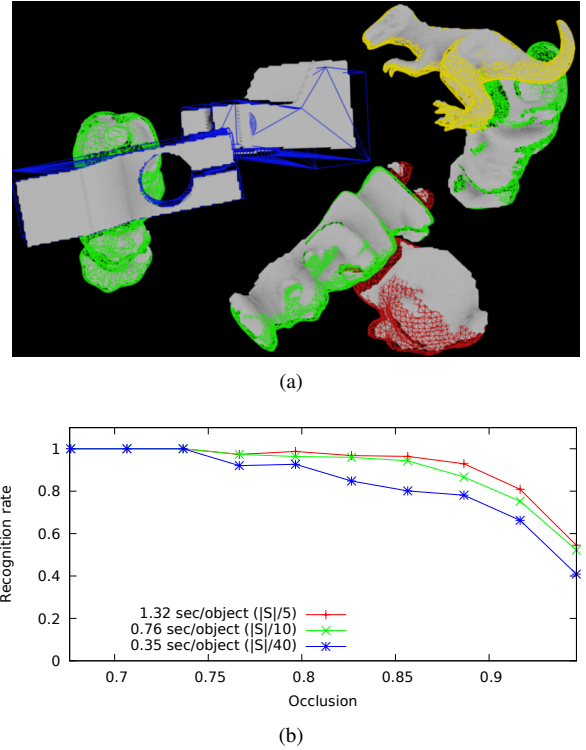 (a)
Recognition rate
1
0.8
0.6
0.4
0.2
0
1.32 sec/object (|S|/5)
0.76 sec/object (|S|/10)
0.35 sec/object (|S|/40)
0.7
0.75
0.8
0.85
0.9
Occlusion
(b)